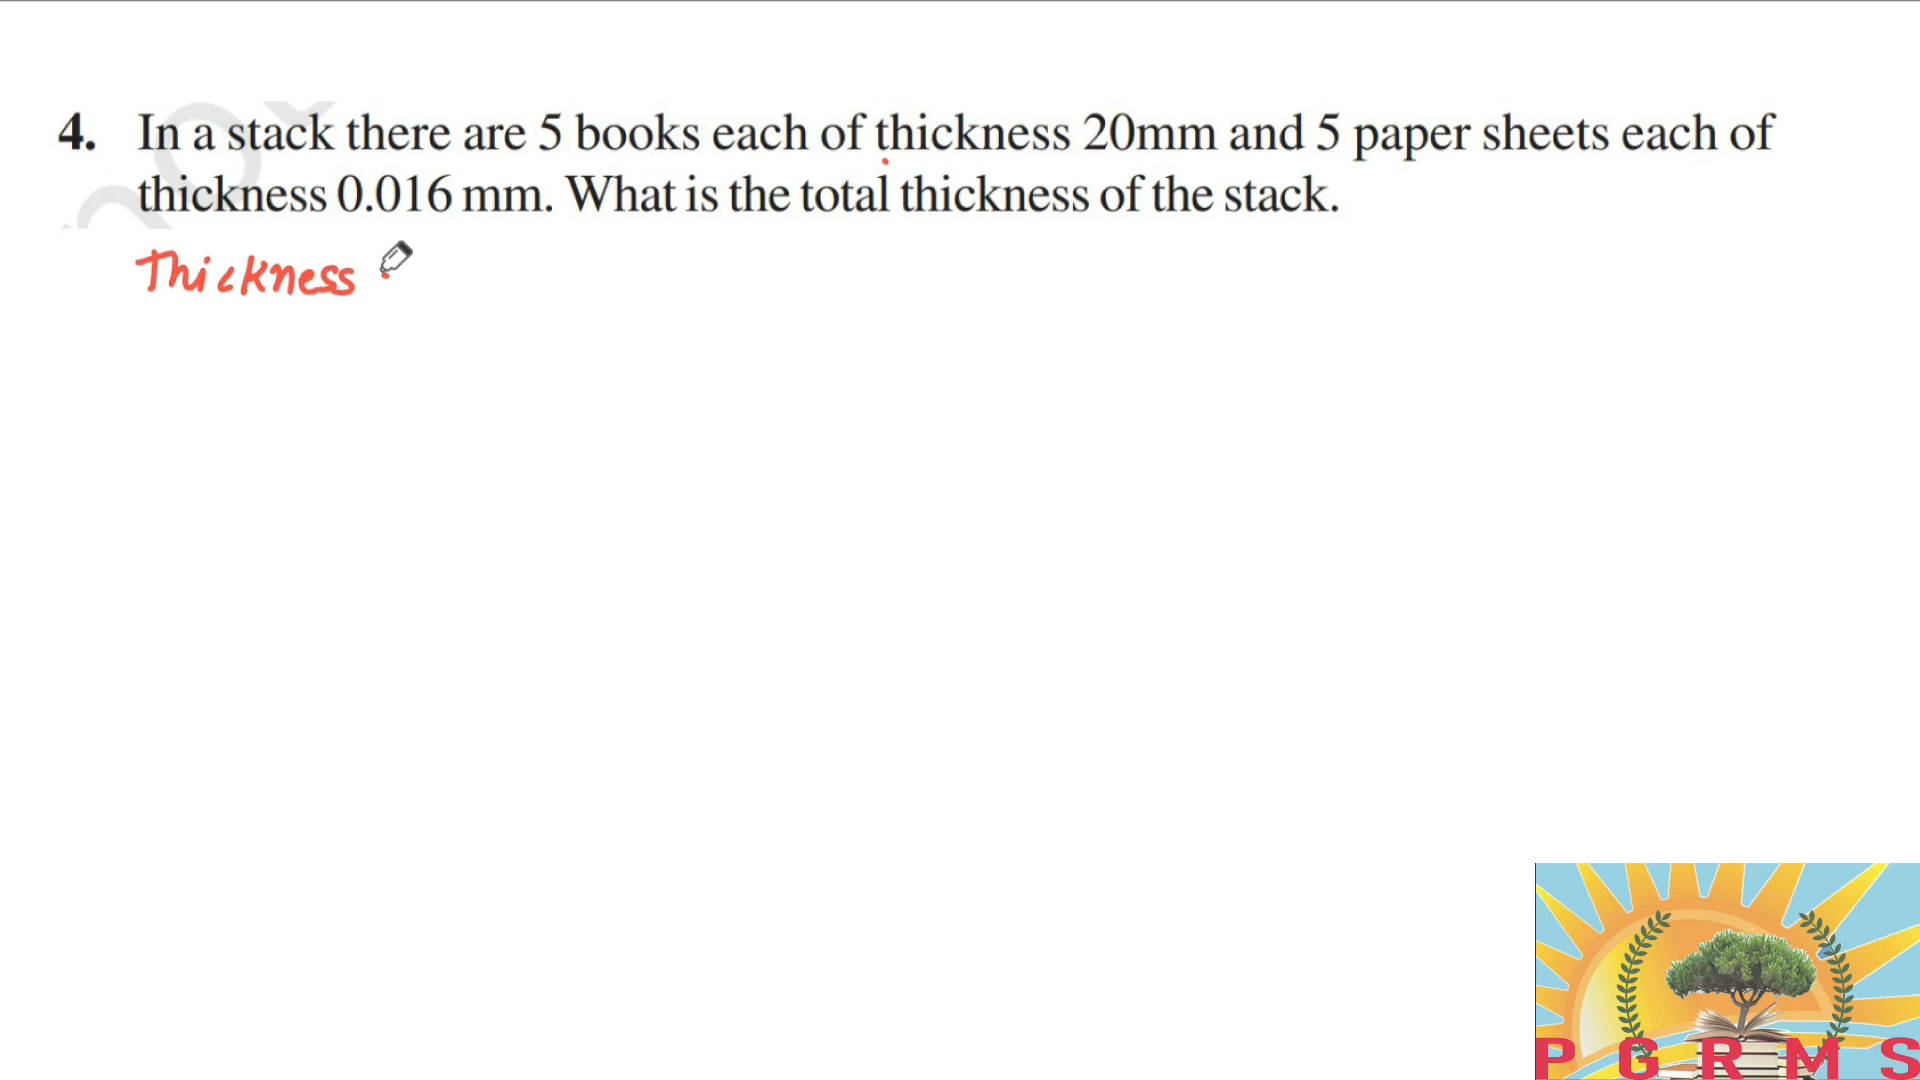 4. In a stack there are 5 books each of thickness 20mm and 5 paper sheets each of
thickness 0.016 mm. What is the total thickness of the stack.
Thickness
P G R M S